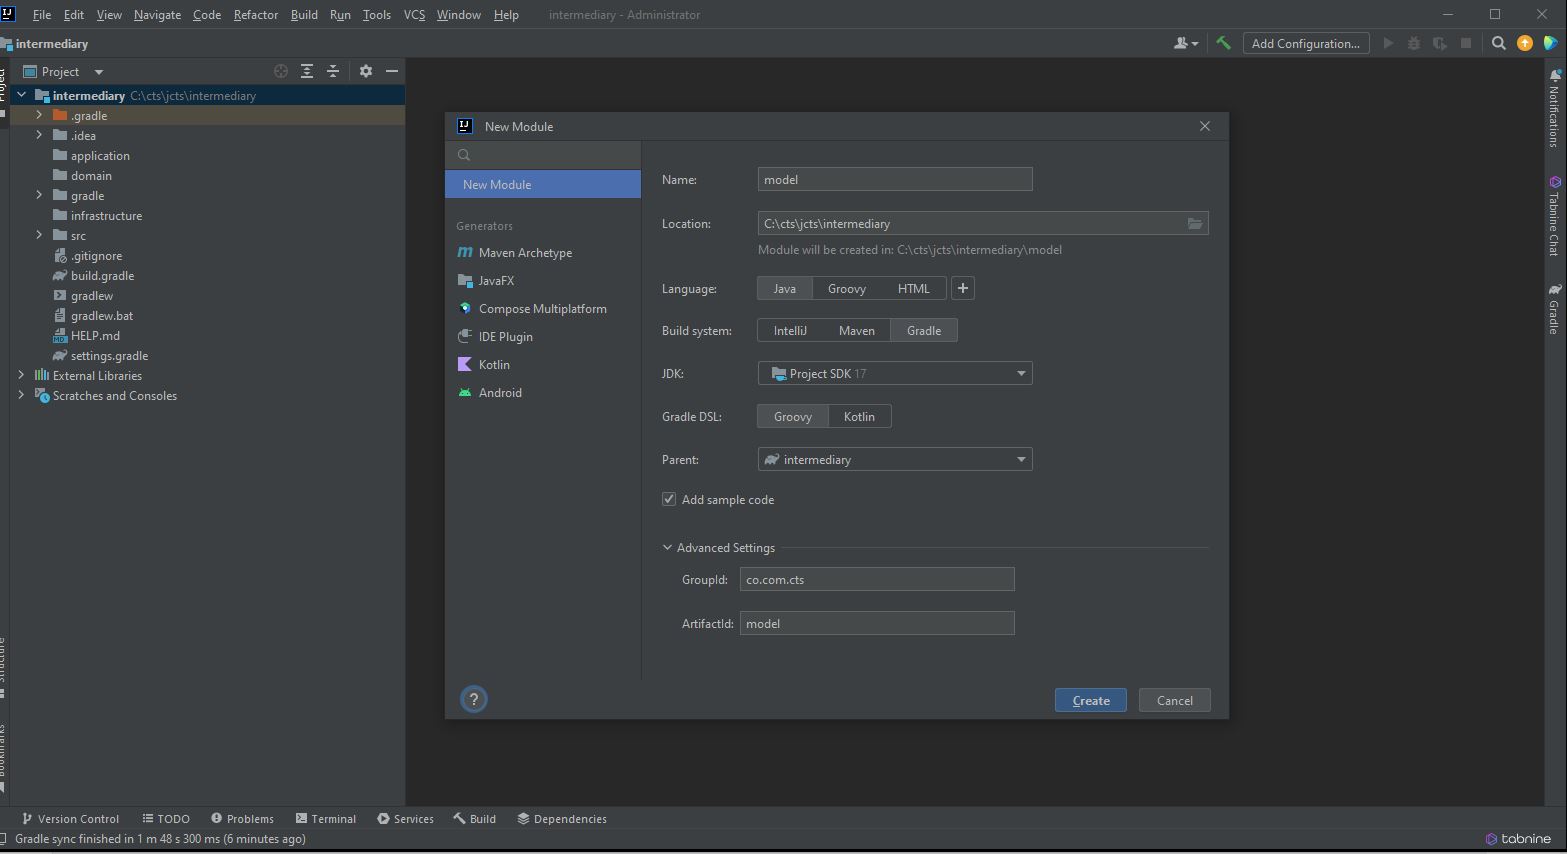 File Edit View Navigate Code Refactor Build Run Tools VCS Window Help intermediary - Administrator
intermediary
Add Configuration...
Project
Project
intermediary C:\cts\jcts\intermediary
.gradle
.idea
application
domain
gradle
infrastructure
src
.gitignore
build.gradle
gradlew
gradlew.bat
HELP.md
settings.gradle
External Libraries
Scratches and Consoles
Structure
Bookmarks
New Module
New Module
Generators
Maven Archetype
JavaFX
Compose Multiplatform
IDE Plugin
Kotlin
Android
Name: model
Location: C:\cts\jcts\intermediary
Module will be created in: C:\cts\jcts\intermediary\model
Language: Java Groovy HTML +
Build system: IntelliJ Maven Gradle
JDK: Project SDK 17
Gradle DSL: Groovy Kotlin
Parent: intermediary
Add sample code
Advanced Settings
GroupId: co.com.cts
ArtifactId: model
? Create Cancel
Notifications
Tabnine Chat
Gradle
Version Control TODO Problems Terminal Services Build Dependencies
Gradle sync finished in 1 m 48 s 300 ms (6 minutes ago)
tabnine